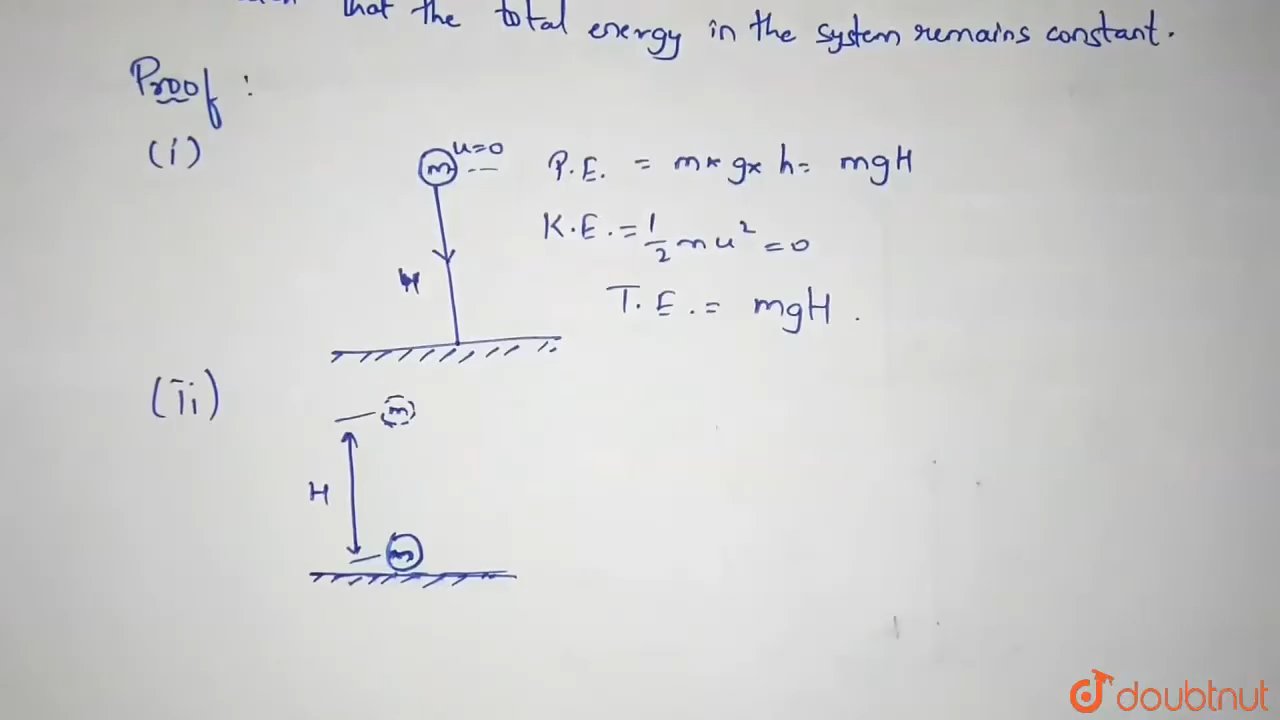 that the total energy in the system remains constant.
Proof :
(i)
m u=0 P.E. = m x g x h = mgH
K.E. = 1/2 mu² = 0
H
T.E. = mgH .
(ii)
m
H
m
doubtnut